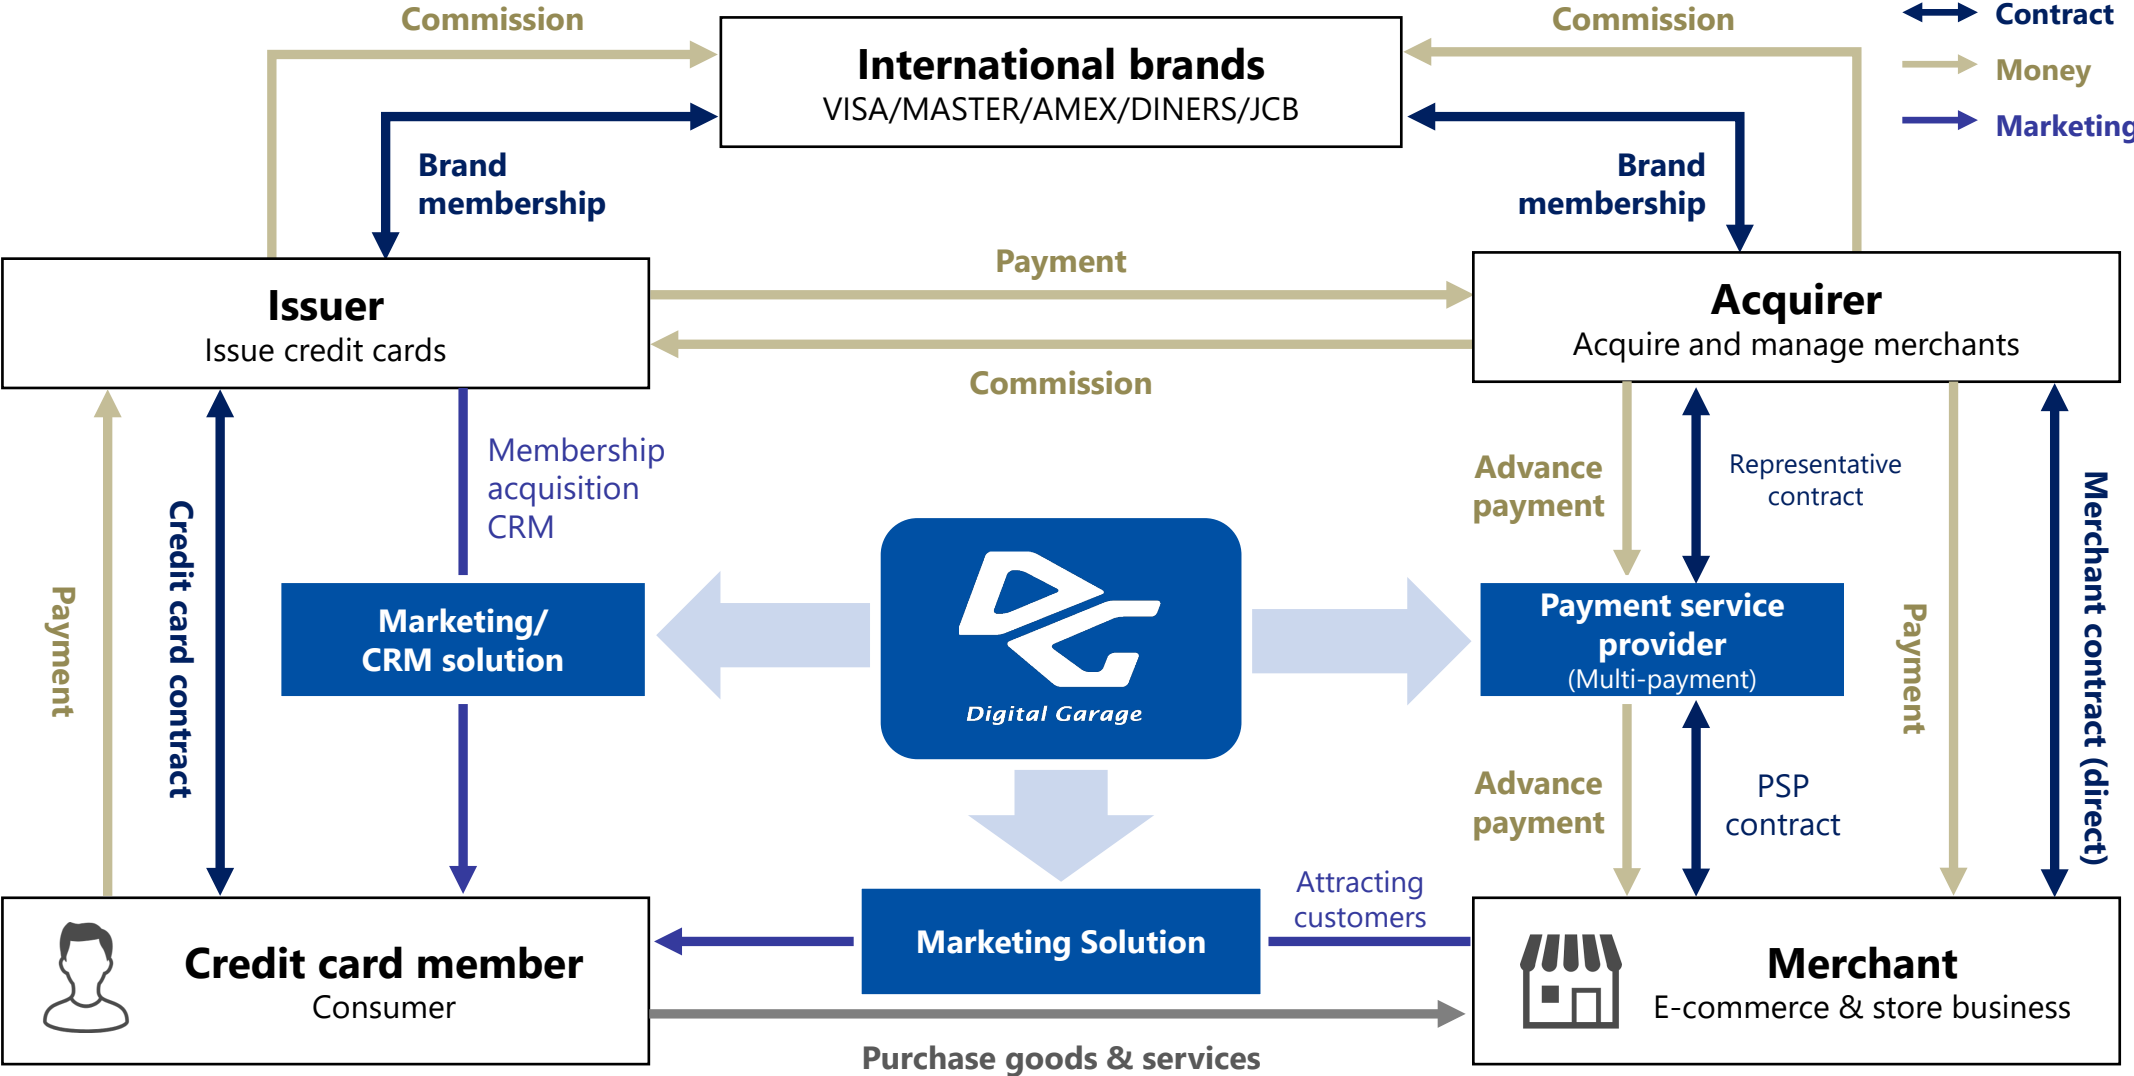 Commission
Commission
Contract
Money
Marketing
International brands
VISA/MASTER/AMEX/DINERS/JCB
Brand
membership
Brand
membership
Issuer
Issue credit cards
Payment
Commission
Acquirer
Acquire and manage merchants
Payment
Credit card contract
Membership
acquisition
CRM
Marketing/
CRM solution
Digital Garage
Advance
payment
Representative
contract
Payment service
provider
(Multi-payment)
Payment
Merchant contract (direct)
Advance
payment
PSP
contract
Credit card member
Consumer
Marketing Solution
Attracting
customers
Merchant
E-commerce & store business
Purchase goods & services